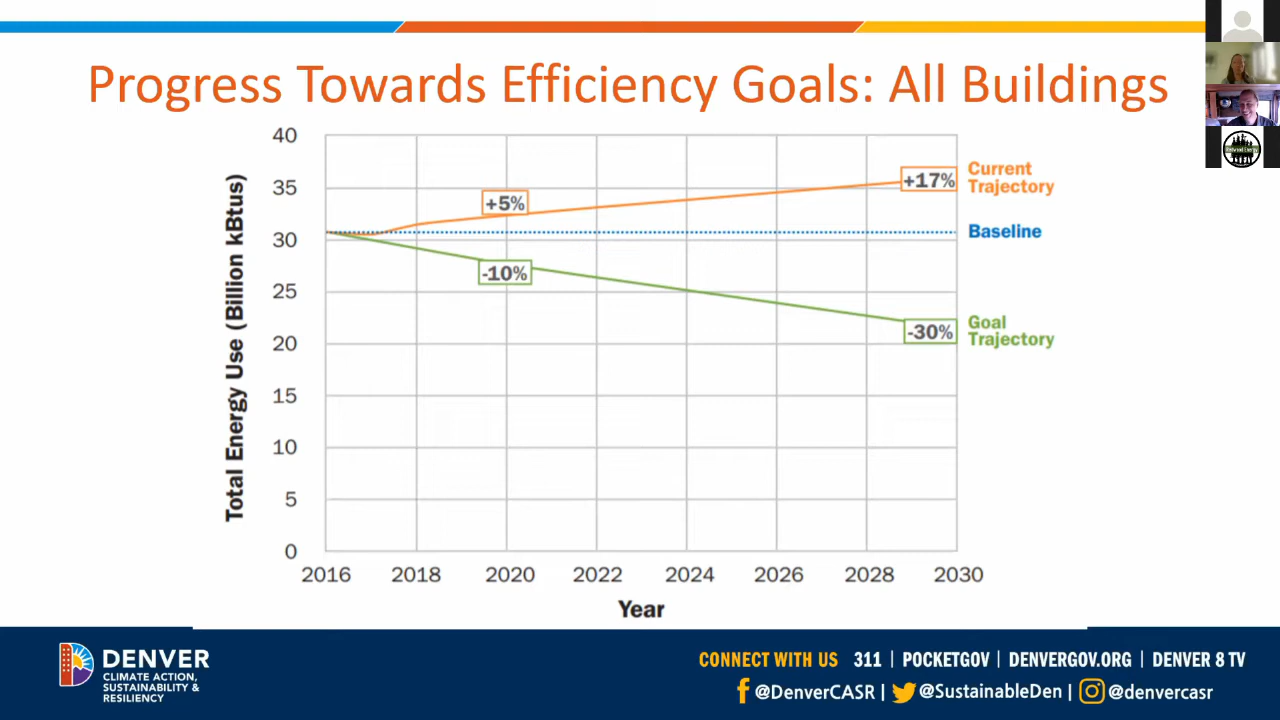 Progress Towards Efficiency Goals: All Buildings
Total Energy Use (Billion kBtus)
40
35
30
25
20
15
10
5
0
+5%
-10%
+17%
-30%
Current
Trajectory
Baseline
Goal
Trajectory
2016
2018
2020
2022
2024
2026
2028
2030
Year
DENVER
CLIMATE ACTION,
SUSTAINABILITY &
RESILIENCY
CONNECT WITH US 311 | POCKETGOV | DENVERGOV.ORG | DENVER 8 TV
@DenverCASR | @SustainableDen | @denvercasr
Redwood Energy